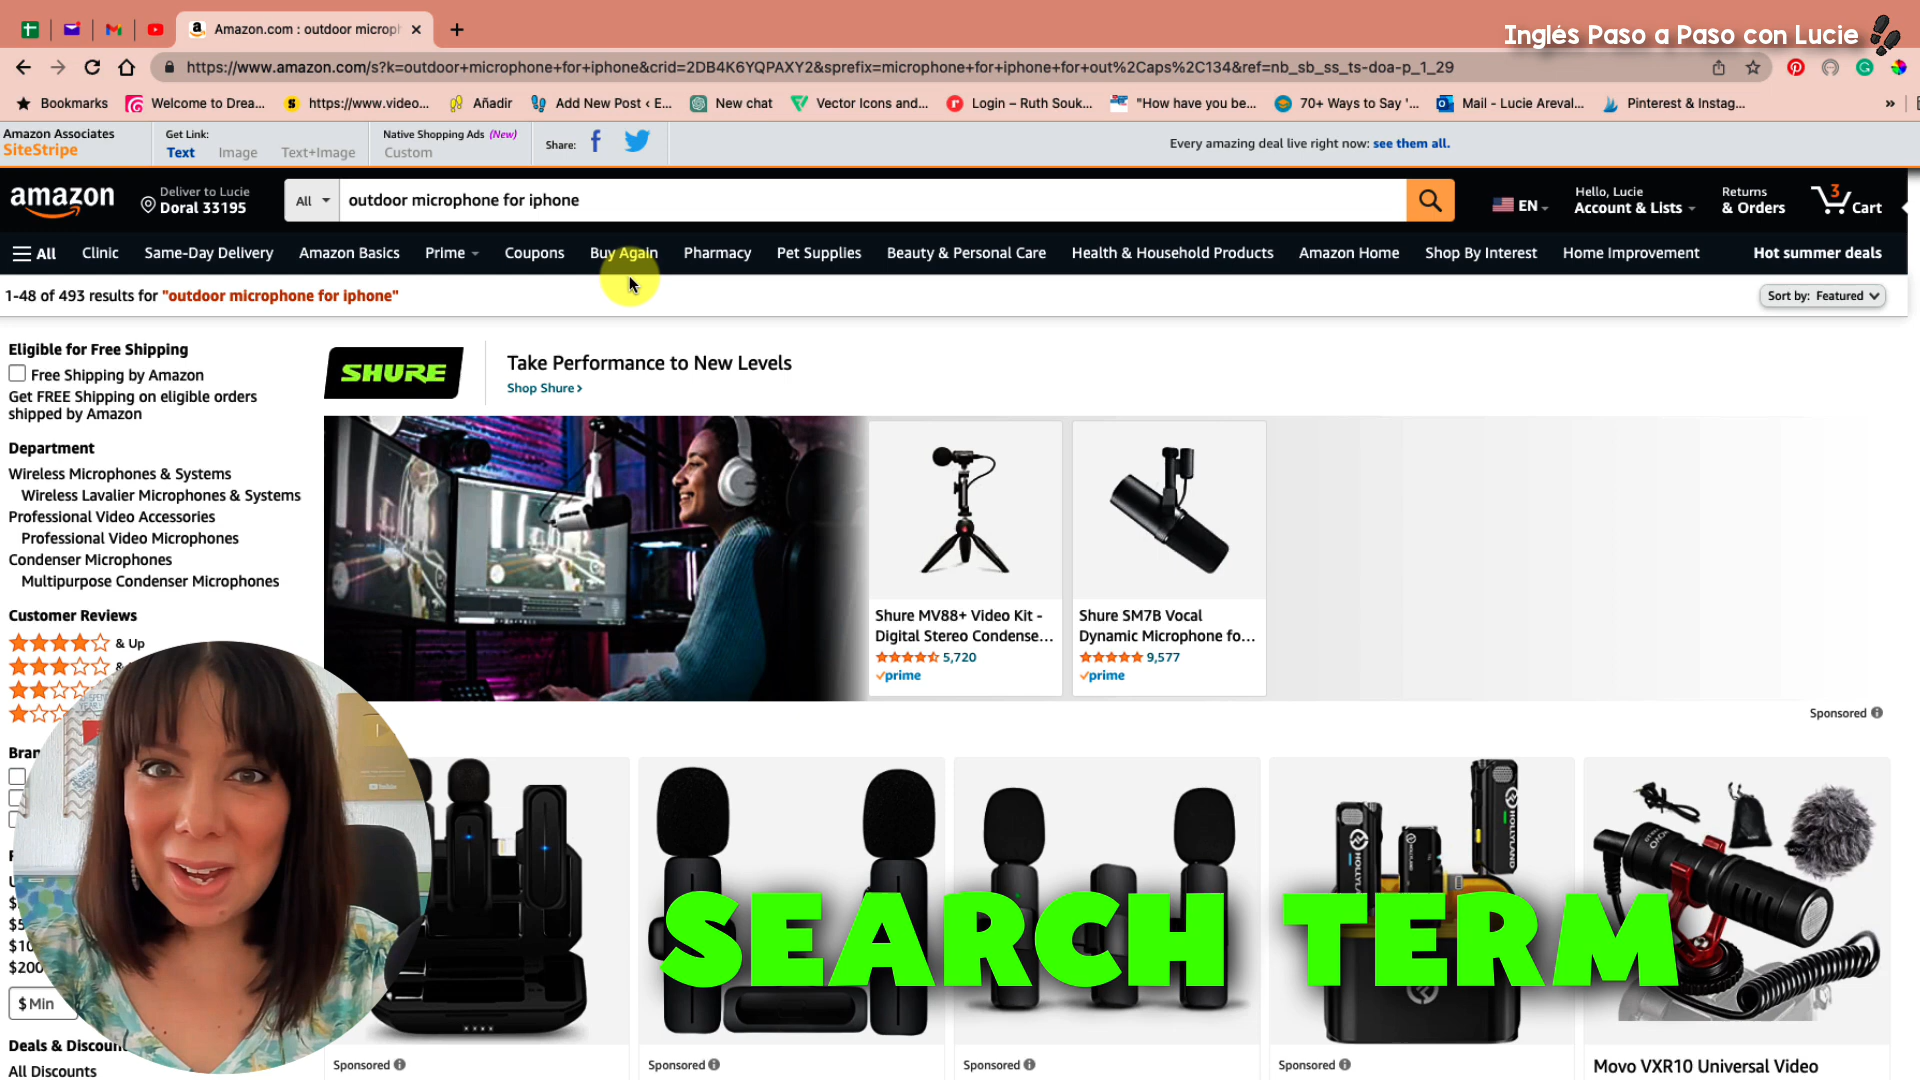 Amazon.com : outdoor microph
Inglés Paso a Paso con Lucie
https://www.amazon.com/s?k=outdoor+microphone+for+iphone&crid=2DB4K6YQPAXY2&sprefix=microphone+for+iphone+for+out%2Caps%2C134&ref=nb_sb_ss_ts-doa-p_1_29
Bookmarks
Welcome to Drea...
https://www.video...
Añadir
Add New Post ‹ E...
New chat
Vector Icons and...
Login – Ruth Souk...
"How have you be...
70+ Ways to Say '...
Mail - Lucie Areval...
Pinterest & Instag...
»
Amazon Associates
SiteStripe
Get Link:
Text Image Text+Image
Native Shopping Ads (New)
Custom
Share:
Every amazing deal live right now: see them all.
amazon
Deliver to Lucie
Doral 33195
All
outdoor microphone for iphone
EN
Hello, Lucie
Account & Lists
Returns
& Orders
3
Cart
All
Clinic
Same-Day Delivery
Amazon Basics
Prime
Coupons
Buy Again
Pharmacy
Pet Supplies
Beauty & Personal Care
Health & Household Products
Amazon Home
Shop By Interest
Home Improvement
Hot summer deals
1-48 of 493 results for "outdoor microphone for iphone"
Sort by: Featured
Eligible for Free Shipping
Free Shipping by Amazon
Get FREE Shipping on eligible orders
shipped by Amazon
Department
Wireless Microphones & Systems
Wireless Lavalier Microphones & Systems
Professional Video Accessories
Professional Video Microphones
Condenser Microphones
Multipurpose Condenser Microphones
Customer Reviews
& Up
SHURE
Take Performance to New Levels
Shop Shure ›
Shure MV88+ Video Kit -
Digital Stereo Condense...
5,720
prime
Shure SM7B Vocal
Dynamic Microphone fo...
9,577
prime
Sponsored
$200
$ Min
Deals & Discoun
All Discounts
HOLLYLAND
HOLLYLAND
MOVO
SEARCH TERM
Sponsored
Sponsored
Sponsored
Sponsored
Movo VXR10 Universal Video